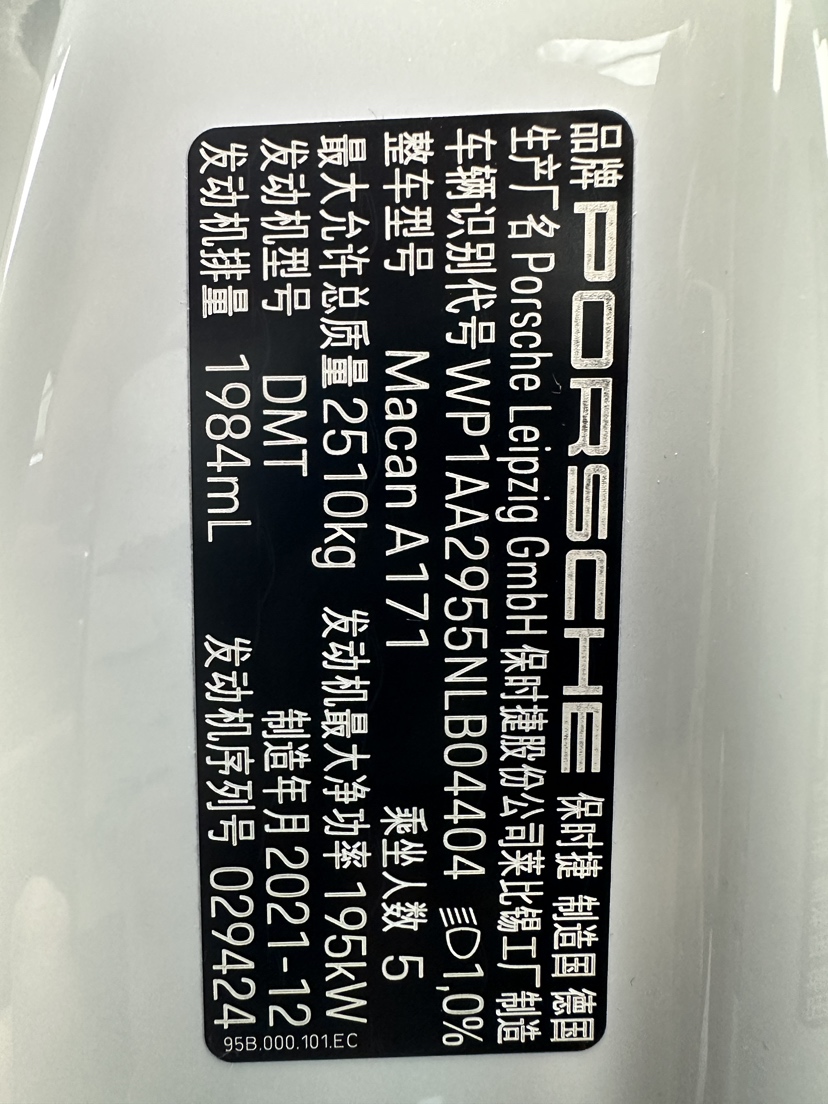 品牌 PORSCHE 保时捷 制造国 德国
生产厂名 Porsche Leipzig GmbH 保时捷股份公司莱比锡工厂 制造
车辆识别代号 WP1AA2955NLB04404 1,0%
整车型号 Macan A171 乘坐人数 5
最大允许总质量 2510kg 发动机最大净功率 195kW
发动机型号 DMT 制造年月 2021-12
发动机排量 1984mL 发动机序列号 029424
95B.000.101.EC